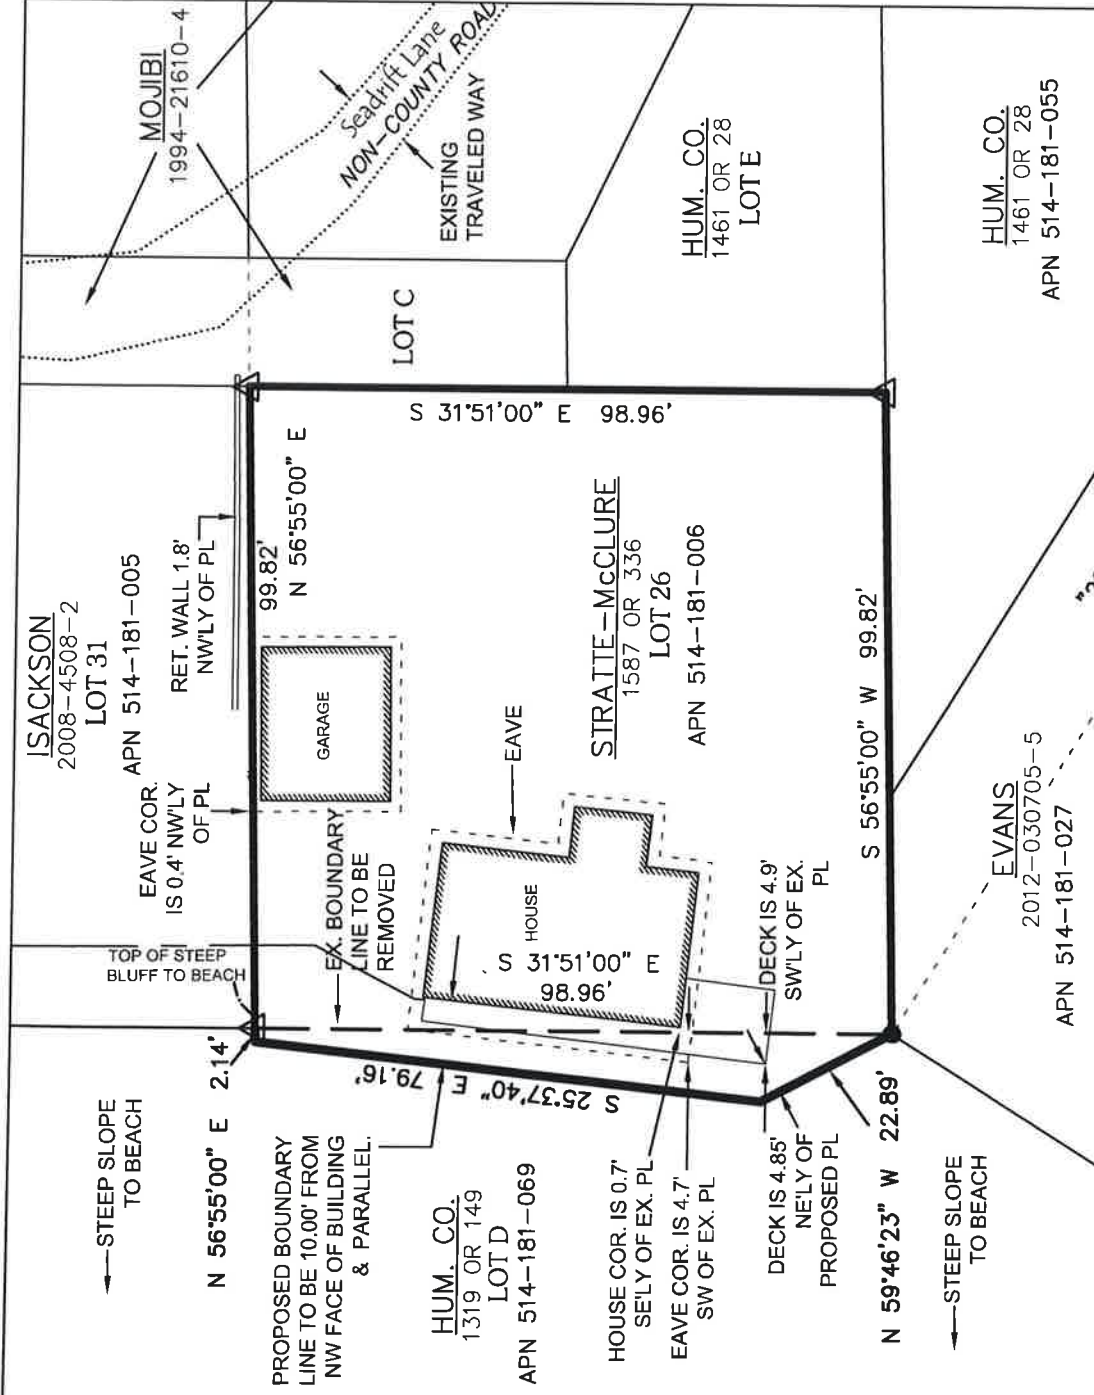 MOJIBI
1994-21610-4
Seadrift Lane
NON-COUNTY ROAD
EXISTING
TRAVELED WAY
HUM. CO.
1461 OR 28
LOT E
HUM. CO.
1461 OR 28
APN 514-181-055
LOT C
S 31°51'00" E 98.96'
ISACKSON
2008-4508-2
LOT 31
APN 514-181-005
RET. WALL 1.8'
NW'LY OF PL
99.82'
N 56°55'00" E
EAVE COR.
IS 0.4' NW'LY
OF PL
GARAGE
STRATTE-McCLURE
1587 OR 336
LOT 26
APN 514-181-006
EAVE
S 56°55'00" W 99.82'
EX. BOUNDARY
LINE TO BE
REMOVED
HOUSE
S 31°51'00" E
98.96'
DECK IS 4.9'
SW'LY OF EX.
PL
EVANS
2012-030705-5
APN 514-181-027
TOP OF STEEP
BLUFF TO BEACH
STEEP SLOPE
TO BEACH
N 56°55'00" E 2.14'
S 25°37'40" E 79.16'
PROPOSED BOUNDARY
LINE TO BE 10.00' FROM
NW FACE OF BUILDING
& PARALLEL.
HUM. CO.
1319 OR 149
LOT D
APN 514-181-069
HOUSE COR. IS 0.7'
SE'LY OF EX. PL
EAVE COR. IS 4.7'
SW OF EX. PL
DECK IS 4.85'
NE'LY OF
PROPOSED PL
N 59°46'23" W 22.89'
STEEP SLOPE
TO BEACH